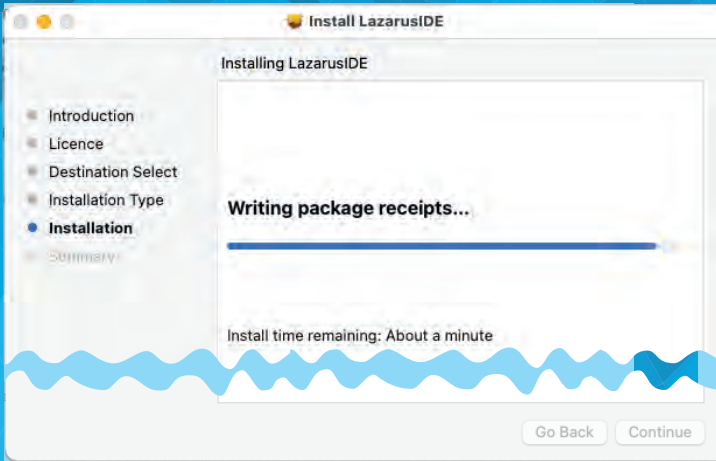 Install LazarusIDE
Installing LazarusIDE
Introduction
Licence
Destination Select
Installation Type
Installation
Summary
Writing package receipts...
Install time remaining: About a minute
Go Back
Continue